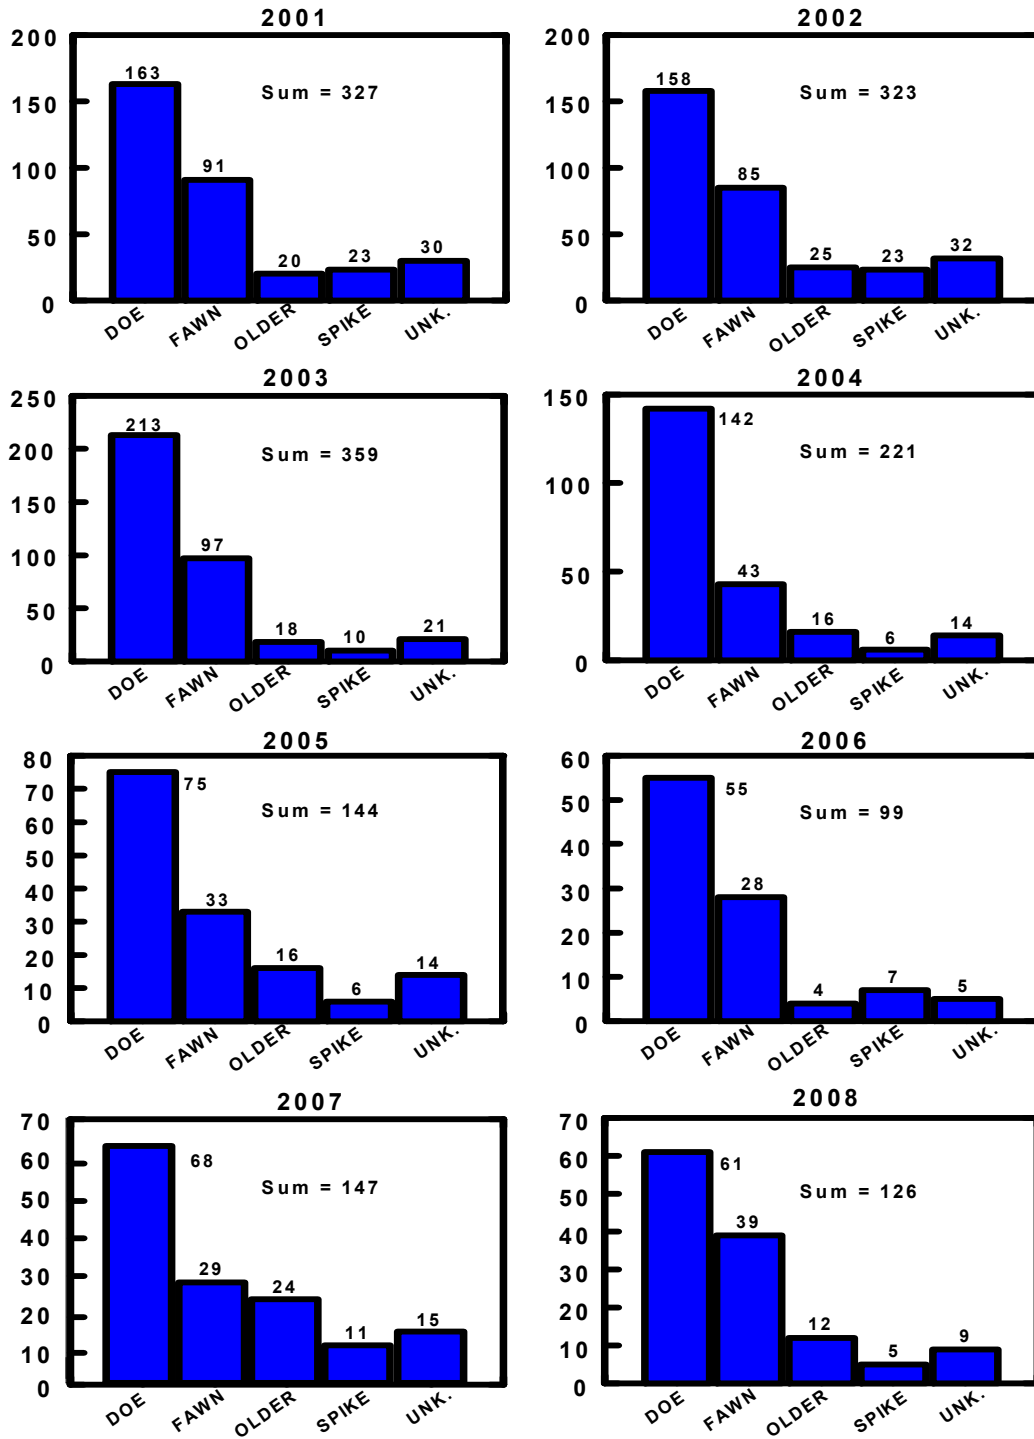 2001
200
150
100
50
0
163
91
20
23
30
Sum = 327
DOE
FAWN
OLDER
SPIKE
UNK.
2002
200
150
100
50
0
158
85
25
23
32
Sum = 323
DOE
FAWN
OLDER
SPIKE
UNK.
2003
250
200
150
100
50
0
213
97
18
10
21
Sum = 359
DOE
FAWN
OLDER
SPIKE
UNK.
2004
150
100
50
0
142
43
16
6
14
Sum = 221
DOE
FAWN
OLDER
SPIKE
UNK.
2005
80
70
60
50
40
30
20
10
0
75
33
16
6
14
Sum = 144
DOE
FAWN
OLDER
SPIKE
UNK.
2006
60
50
40
30
20
10
0
55
28
4
7
5
Sum = 99
DOE
FAWN
OLDER
SPIKE
UNK.
2007
70
60
50
40
30
20
10
0
68
29
24
11
15
Sum = 147
DOE
FAWN
OLDER
SPIKE
UNK.
2008
70
60
50
40
30
20
10
0
61
39
12
5
9
Sum = 126
DOE
FAWN
OLDER
SPIKE
UNK.